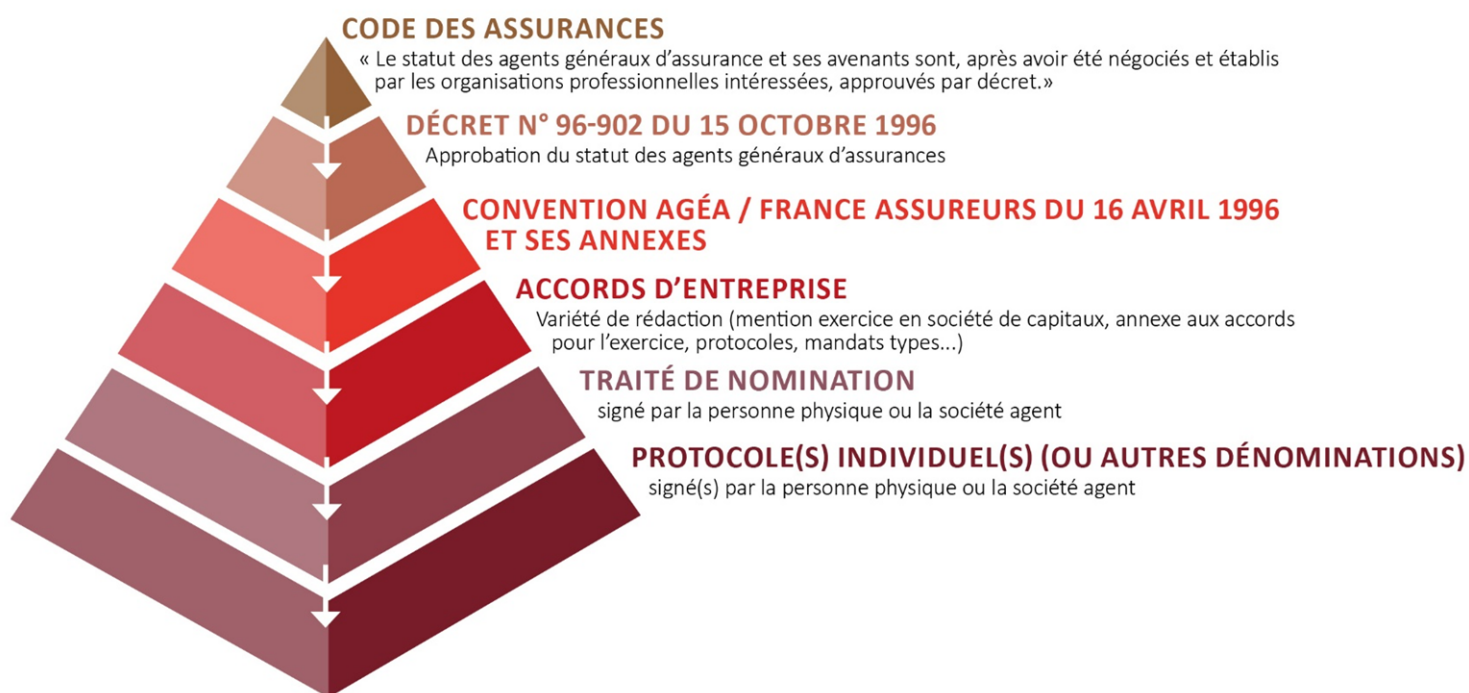 CODE DES ASSURANCES
« Le statut des agents généraux d’assurance et ses avenants sont, après avoir été négociés et établis
par les organisations professionnelles intéressées, approuvés par décret.»
DÉCRET N° 96-902 DU 15 OCTOBRE 1996
Approbation du statut des agents généraux d’assurances
CONVENTION AGÉA / FRANCE ASSUREURS DU 16 AVRIL 1996
ET SES ANNEXES
ACCORDS D’ENTREPRISE
Variété de rédaction (mention exercice en société de capitaux, annexe aux accords
pour l’exercice, protocoles, mandats types...)
TRAITÉ DE NOMINATION
signé par la personne physique ou la société agent
PROTOCOLE(S) INDIVIDUEL(S) (OU AUTRES DÉNOMINATIONS)
signé(s) par la personne physique ou la société agent